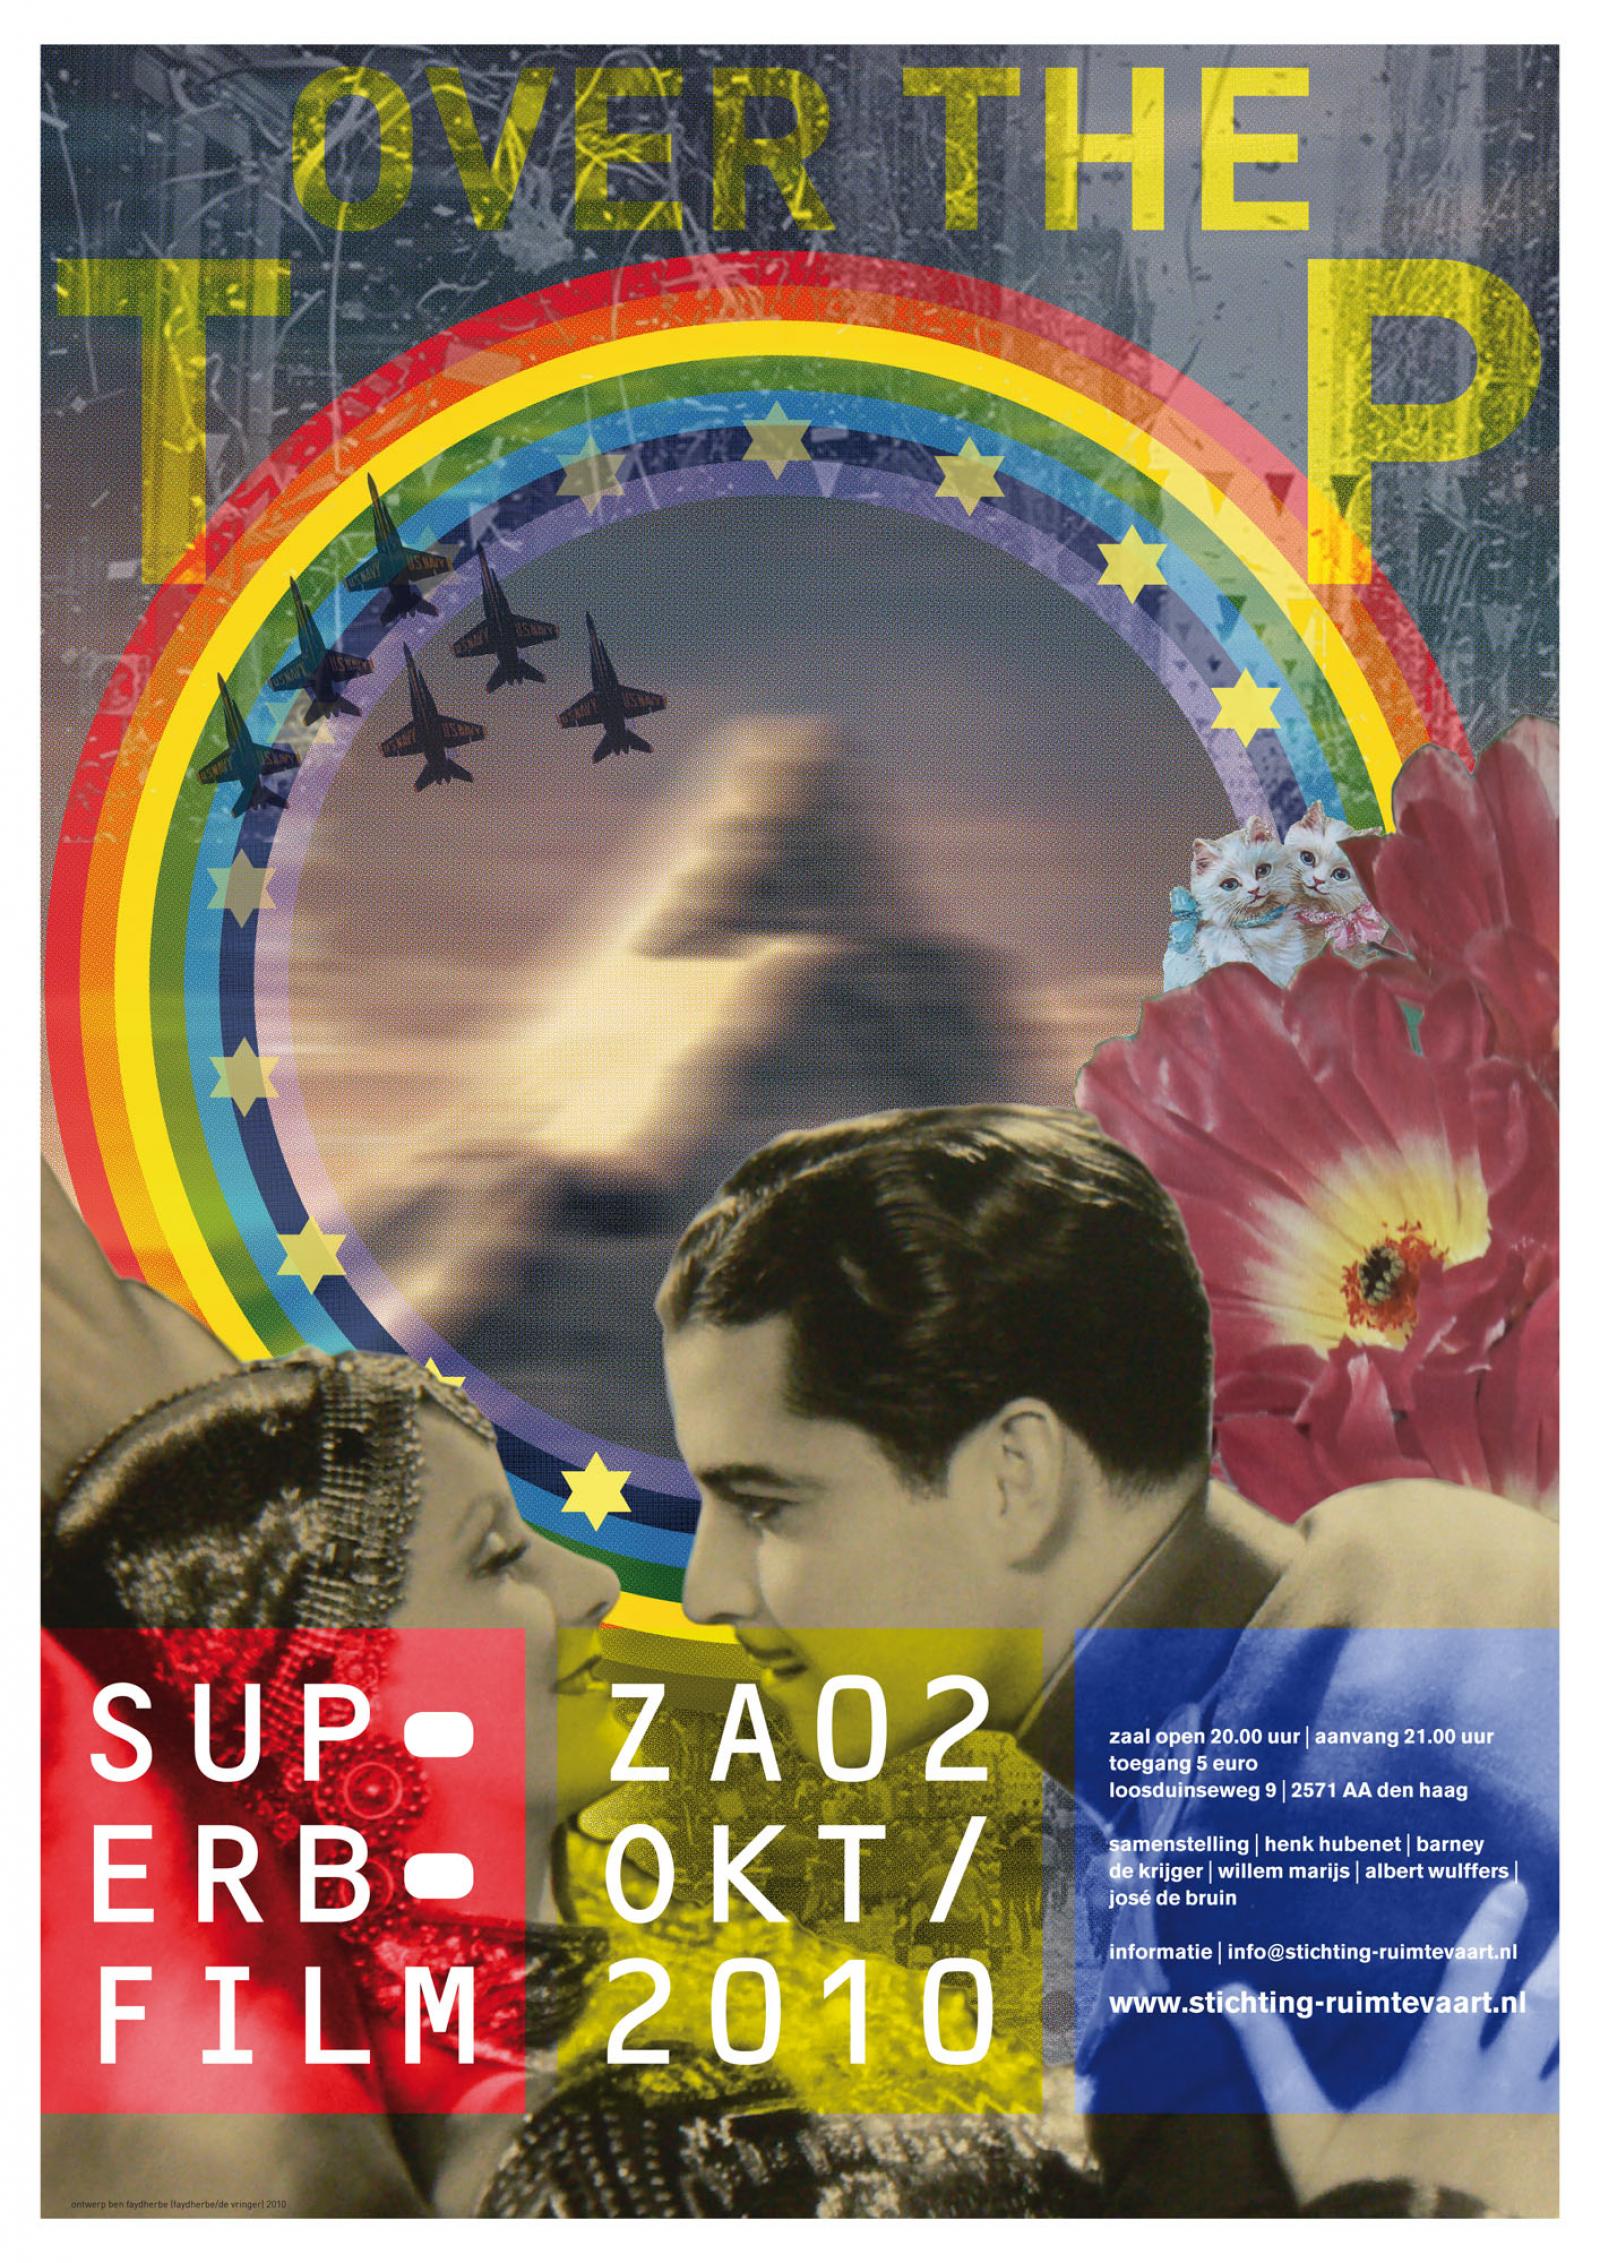 OVER THE
TOP
U.S. NAVY
SUP-
ERB-
FILM
ZA02
OKT/
2010
zaal open 20.00 uur | aanvang 21.00 uur
toegang 5 euro
loosduinseweg 9 | 2571 AA den haag
samenstelling | henk hubenet | barney
de krijger | willem marijs | albert wulffers |
josé de bruin
informatie | info@stichting-ruimtevaart.nl
www.stichting-ruimtevaart.nl
ontwerp ben faydherbe (faydherbe/de vringer) 2010